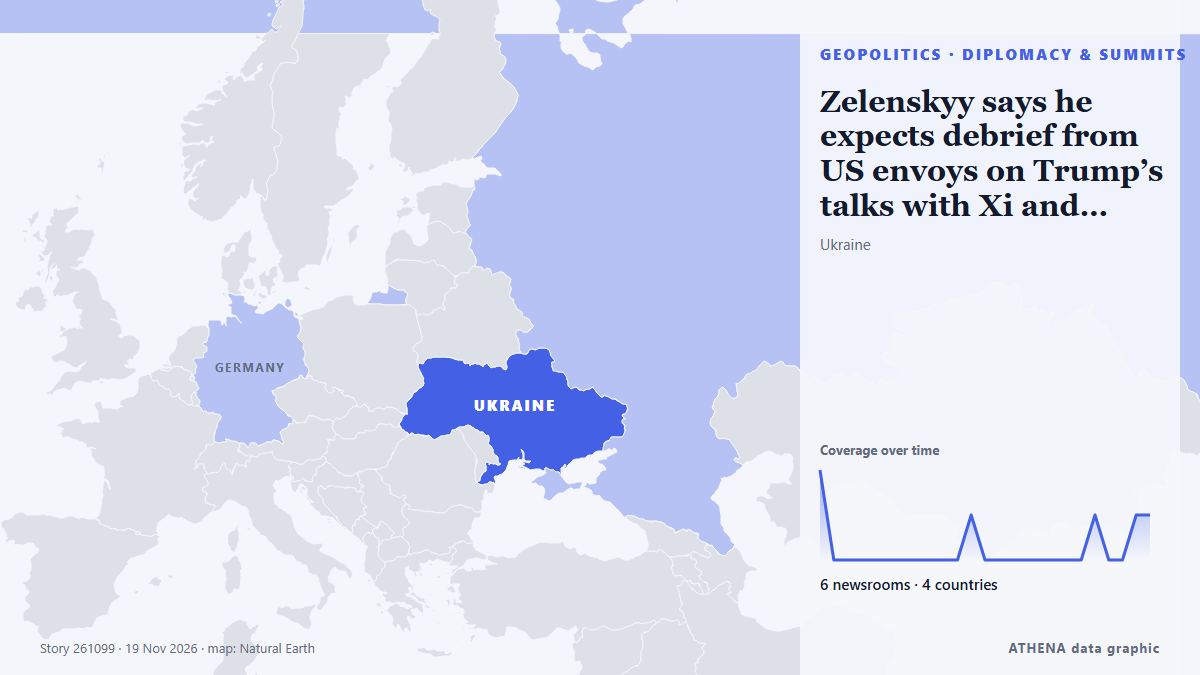 GEOPOLITICS · DIPLOMACY & SUMMITS
Zelenskyy says he
expects debrief from
US envoys on Trump’s
talks with Xi and…
Ukraine
GERMANY
UKRAINE
Coverage over time
6 newsrooms · 4 countries
Story 261099 · 19 Nov 2026 · map: Natural Earth
ATHENA data graphic